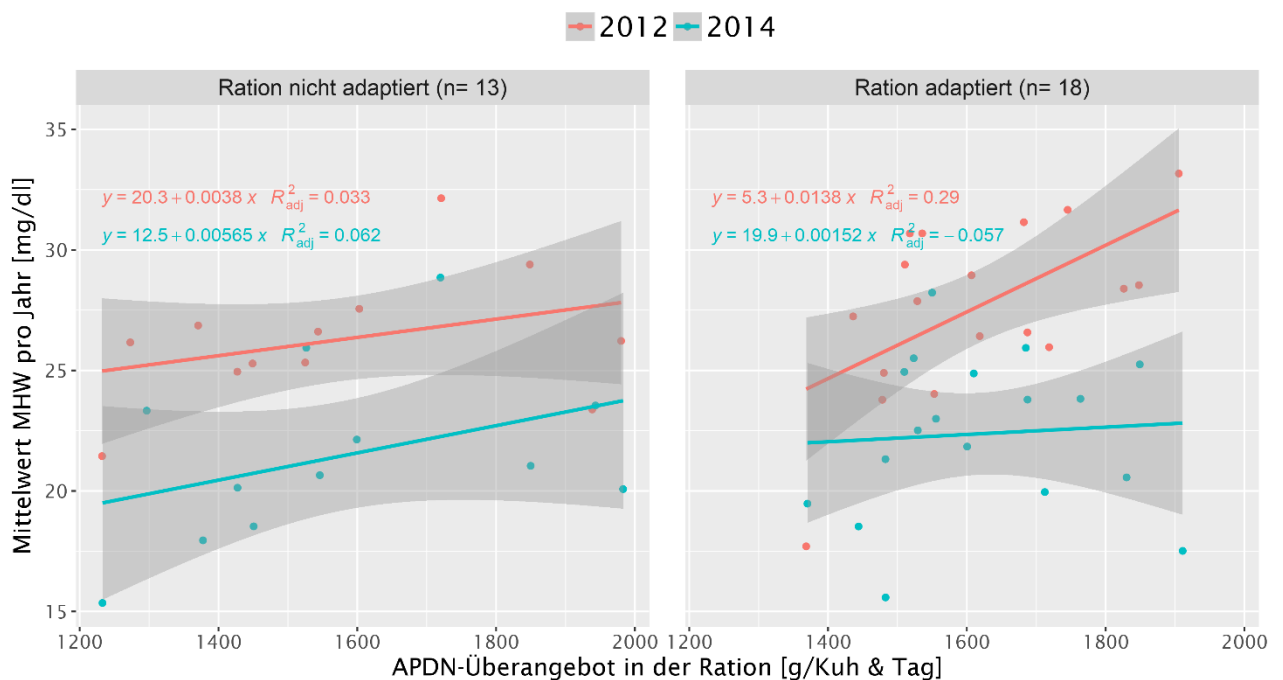 2012 2014
Ration nicht adaptiert (n= 13)
Ration adaptiert (n= 18)
Mittelwert MHW pro Jahr [mg/dl]
35
30
25
20
15
y = 20.3 + 0.0038 x R²adj = 0.033
y = 12.5 + 0.00565 x R²adj = 0.062
y = 5.3 + 0.0138 x R²adj = 0.29
y = 19.9 + 0.00152 x R²adj = − 0.057
1200 1400 1600 1800 2000
1200 1400 1600 1800 2000
APDN-Überangebot in der Ration [g/Kuh & Tag]